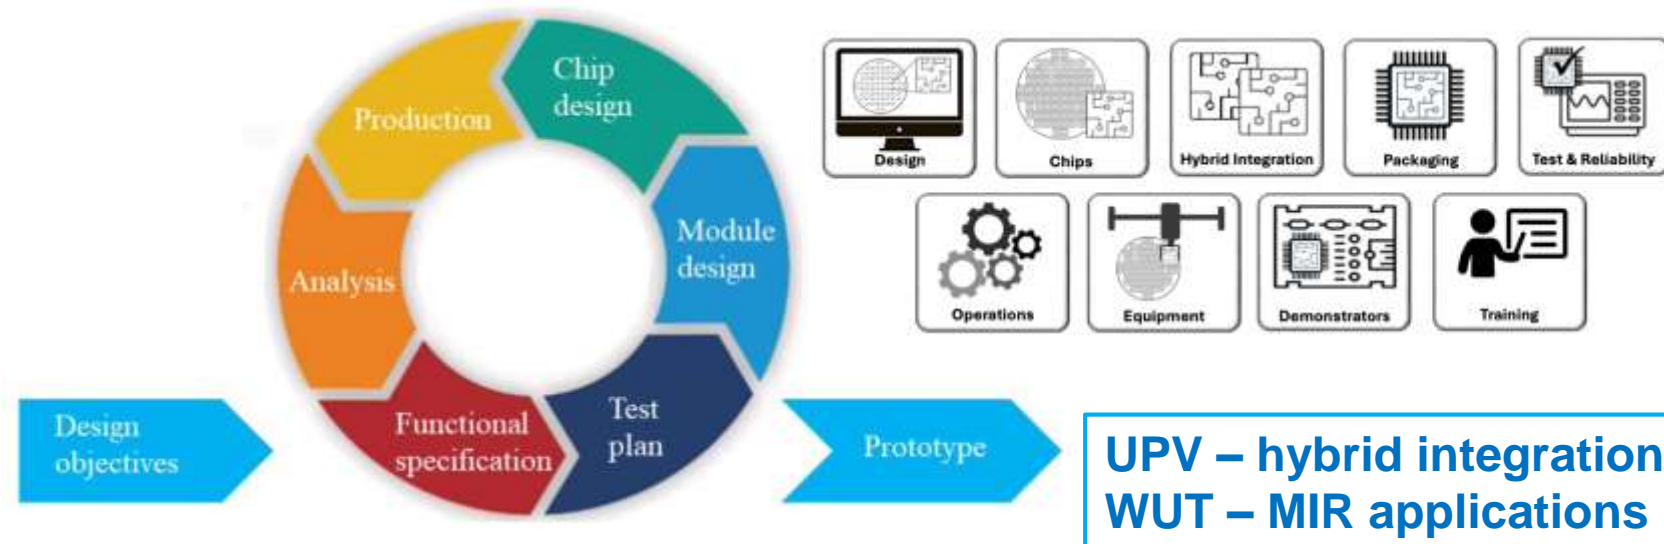 Chip
design
Production
Module
design
Analysis
Test
plan
Functional
specification
Design
objectives
Prototype
Design
Chips
Hybrid Integration
Packaging
Test & Reliability
Operations
Equipment
Demonstrators
Training
UPV – hybrid integration
WUT – MIR applications